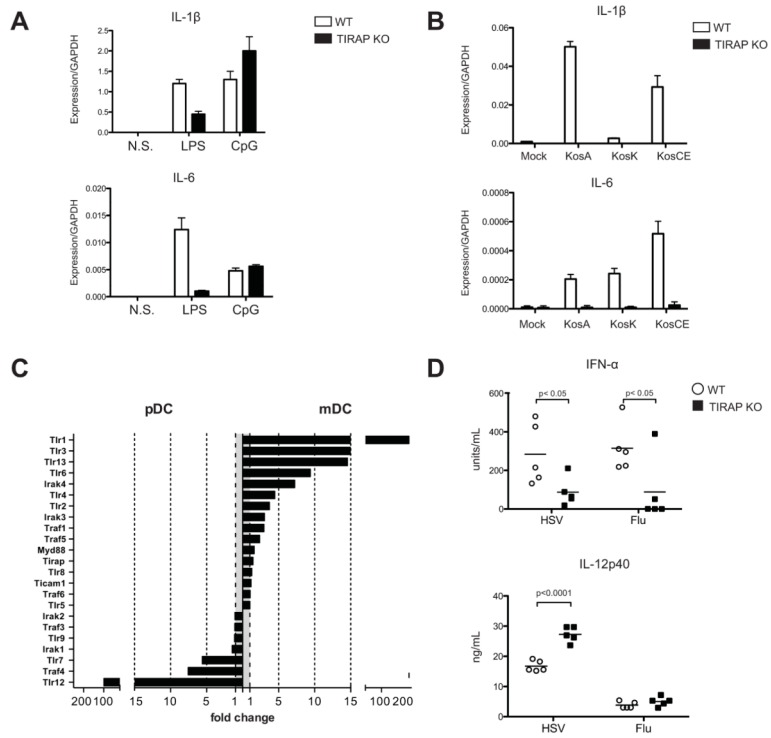 A
IL-1β
WT
TIRAP KO
Expression/GAPDH
2.5
2.0
1.5
1.0
0.5
0.0
N.S. LPS CpG
IL-6
Expression/GAPDH
0.020
0.015
0.010
0.005
0.000
N.S. LPS CpG
B
IL-1β
WT
TIRAP KO
Expression/GAPDH
0.06
0.04
0.02
0.00
Mock KosA KosK KosCE
IL-6
Expression/GAPDH
0.0008
0.0006
0.0004
0.0002
0.0000
Mock KosA KosK KosCE
C
pDC mDC
Tlr1
Tlr3
Tlr13
Tlr6
Irak4
Tlr4
Tlr2
Irak3
Traf1
Traf5
Myd88
Tirap
Tlr8
Ticam1
Traf6
Tlr5
Irak2
Traf3
Tlr9
Irak1
Tlr7
Traf4
Tlr12
200 100 15 10 5 1 1 5 10 15 100 200
fold change
D
IFN-α
WT
TIRAP KO
units/mL
600
400
200
0
p< 0.05 p< 0.05
HSV Flu
IL-12p40
ng/mL
40
30
20
10
0
p<0.0001
HSV Flu